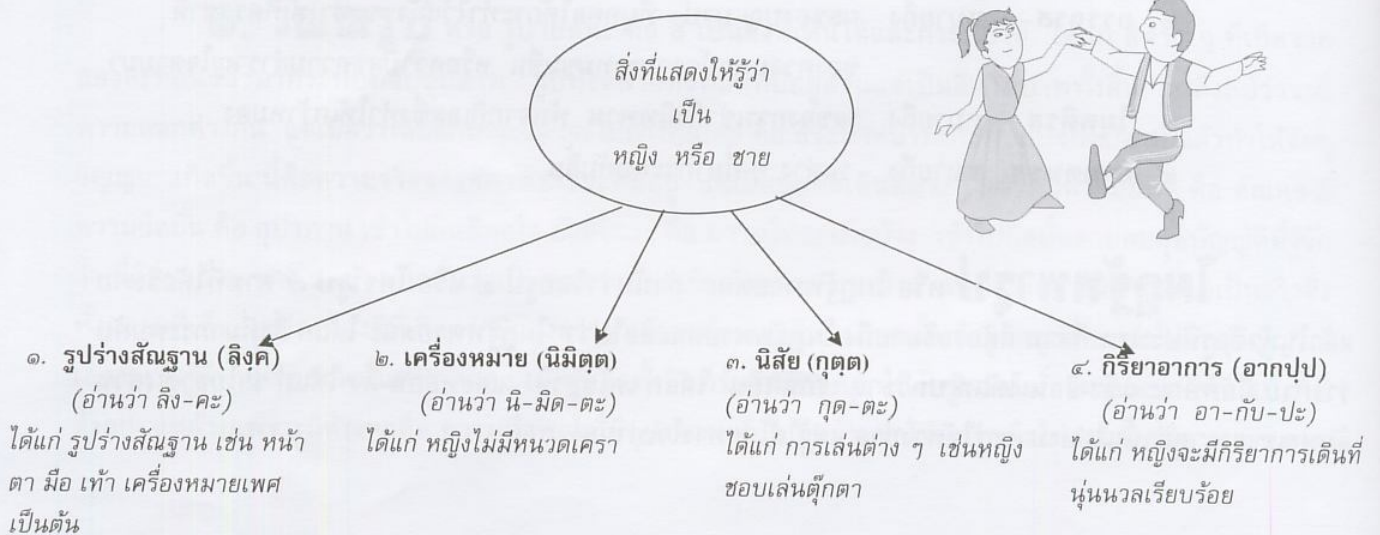 สิ่งที่แสดงให้รู้ว่า
เป็น
หญิง หรือ ชาย
๑. รูปร่างสัณฐาน (ลิงฺค)
(อ่านว่า ลิง-คะ)
ได้แก่ รูปร่างสัณฐาน เช่น หน้า
ตา มือ เท้า เครื่องหมายเพศ
เป็นต้น
๒. เครื่องหมาย (นิมิตฺต)
(อ่านว่า นิ-มิด-ตะ)
ได้แก่ หญิงไม่มีหนวดเครา
๓. นิสัย (กุตฺต)
(อ่านว่า กุด-ตะ)
ได้แก่ การเล่นต่าง ๆ เช่นหญิง
ชอบเล่นตุ๊กตา
๔. กิริยาอาการ (อากปฺป)
(อ่านว่า อา-กับ-ปะ)
ได้แก่ หญิงจะมีกิริยาการเดินที่
นุ่มนวลเรียบร้อย